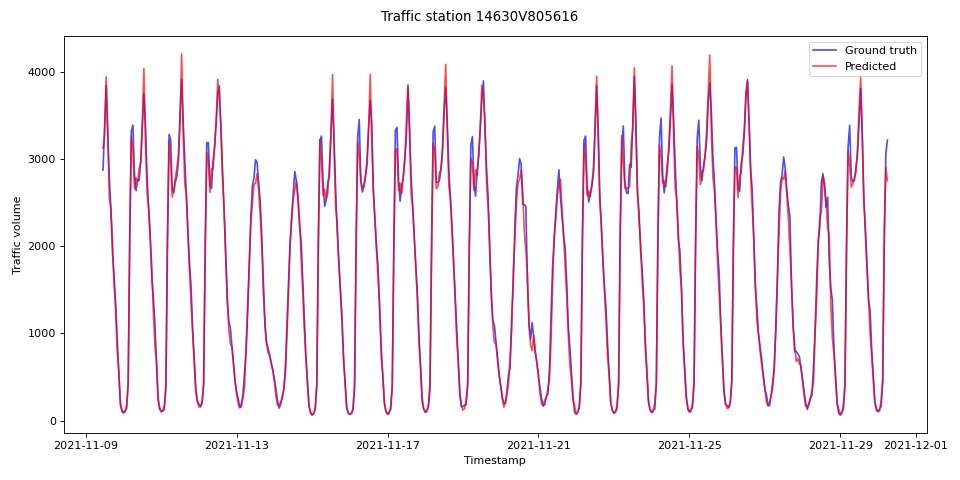 Traffic station 14630V805616
Ground truth
Predicted
Traffic volume
4000
3000
2000
1000
0
2021-11-09
2021-11-13
2021-11-17
2021-11-21
2021-11-25
2021-11-29
2021-12-01
Timestamp